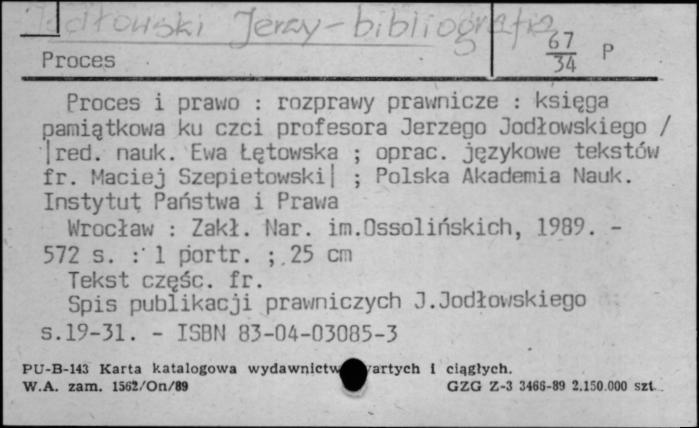 Jodłowski Jerzy - bibliografia
67
34 P
Proces
Proces i prawo : rozprawy prawnicze : księga
pamiątkowa ku czci profesora Jerzego Jodłowskiego /
|red. nauk. Ewa Łętowska ; oprac. językowe tekstów
fr. Maciej Szepietowski| ; Polska Akademia Nauk.
Instytut Państwa i Prawa
Wrocław : Zakł. Nar. im.Ossolińskich, 1989. -
572 s. : 1 portr. ; 25 cm
Tekst częśc. fr.
Spis publikacji prawniczych J.Jodłowskiego
s.19-31. - ISBN 83-04-03085-3
PU-B-143 Karta katalogowa wydawnictw zwartych i ciągłych.
W.A. zam. 1562/On/89 GZG Z-3 3466-89 2.150.000 szt.